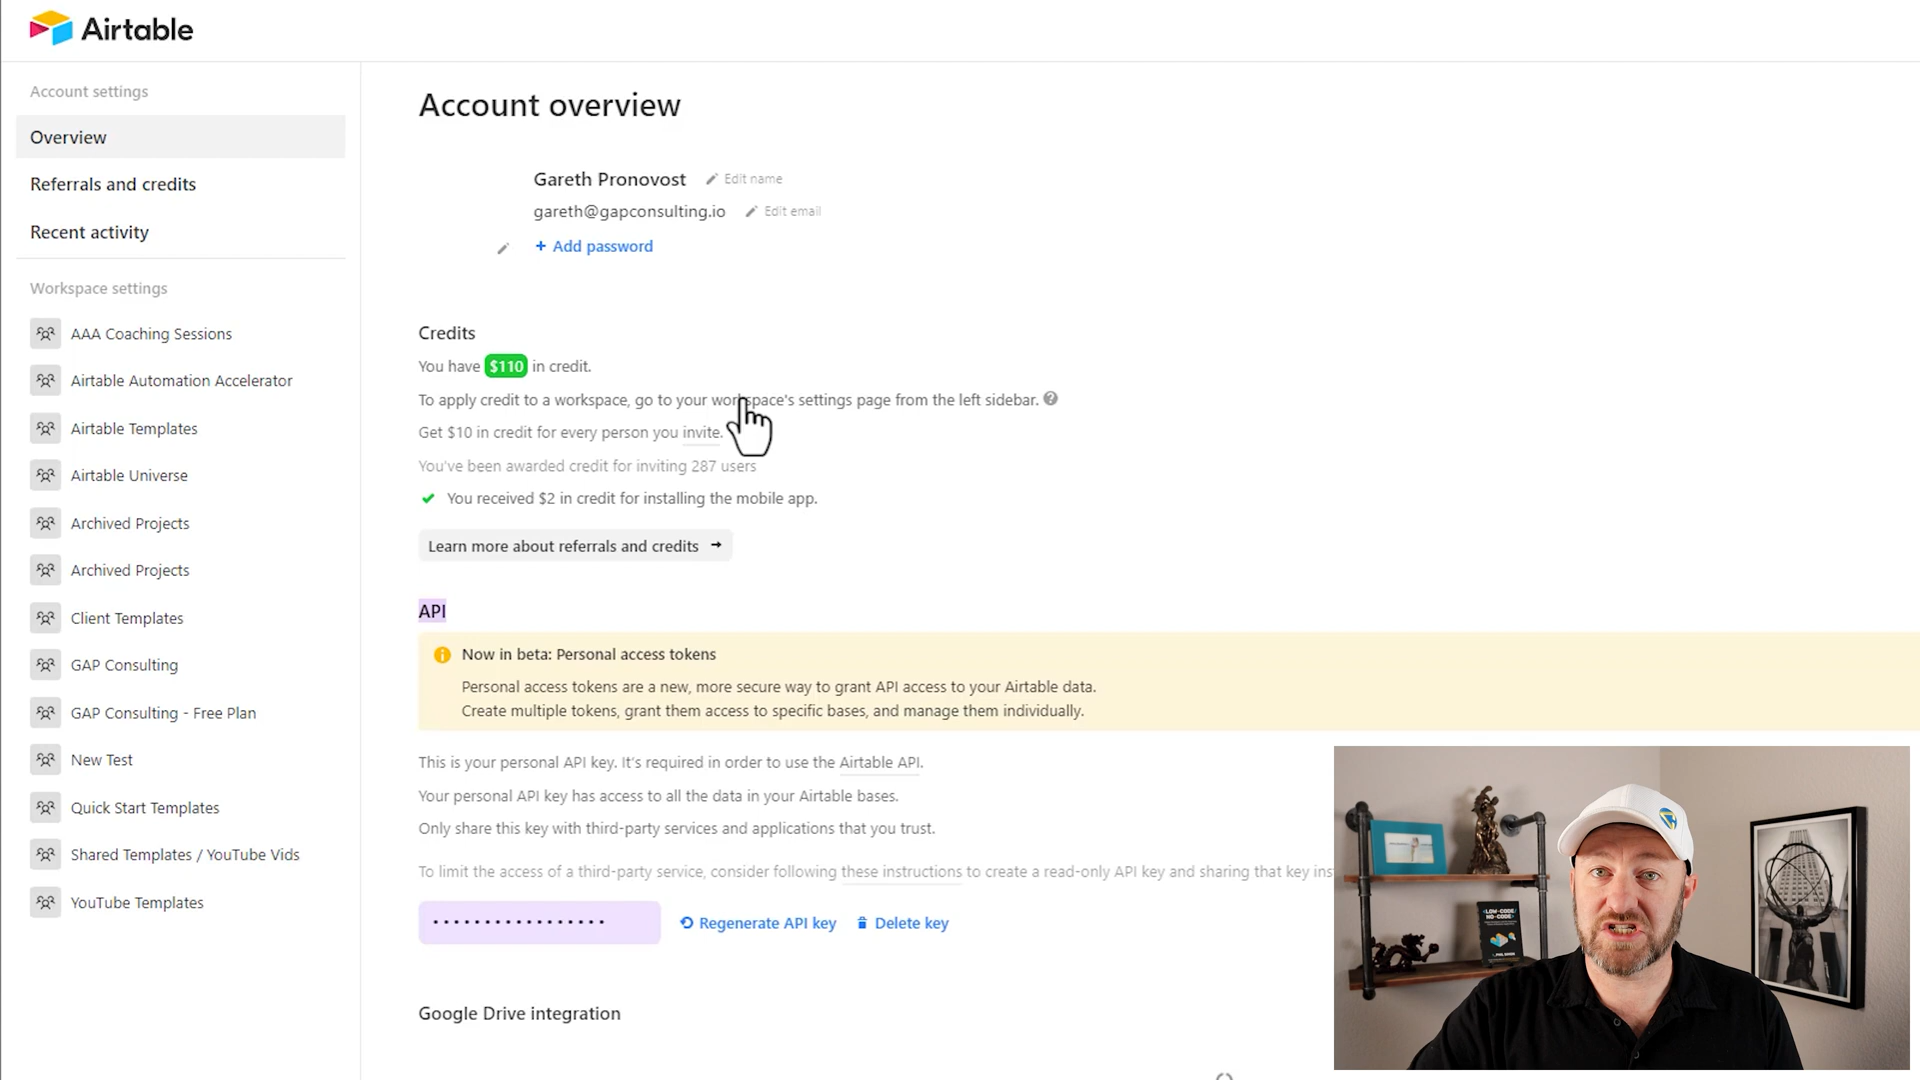 Airtable
Account settings
Overview
Referrals and credits
Recent activity
Workspace settings
AAA Coaching Sessions
Airtable Automation Accelerator
Airtable Templates
Airtable Universe
Archived Projects
Archived Projects
Client Templates
GAP Consulting
GAP Consulting - Free Plan
New Test
Quick Start Templates
Shared Templates / YouTube Vids
YouTube Templates
Account overview
Gareth Pronovost Edit name
gareth@gapconsulting.io Edit email
+ Add password
Credits
You have $110 in credit.
To apply credit to a workspace, go to your workspace's settings page from the left sidebar. ?
Get $10 in credit for every person you invite.
You've been awarded credit for inviting 287 users
You received $2 in credit for installing the mobile app.
Learn more about referrals and credits →
API
Now in beta: Personal access tokens
Personal access tokens are a new, more secure way to grant API access to your Airtable data.
Create multiple tokens, grant them access to specific bases, and manage them individually.
This is your personal API key. It's required in order to use the Airtable API.
Your personal API key has access to all the data in your Airtable bases.
Only share this key with third-party services and applications that you trust.
To limit the access of a third-party service, consider following these instructions to create a read-only API key and sharing that key ins
Regenerate API key Delete key
Google Drive integration
LOW-CODE/
NO-CODE